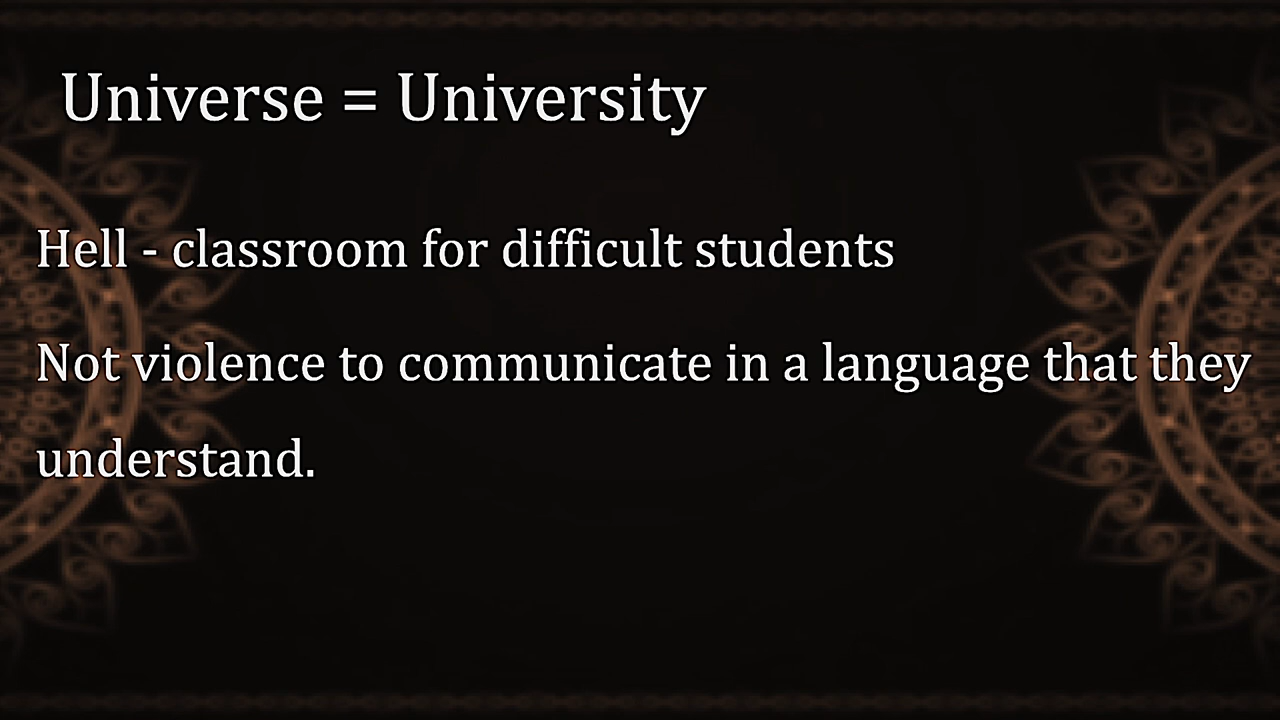 Universe = University
Hell - classroom for difficult students
Not violence to communicate in a language that they
understand.